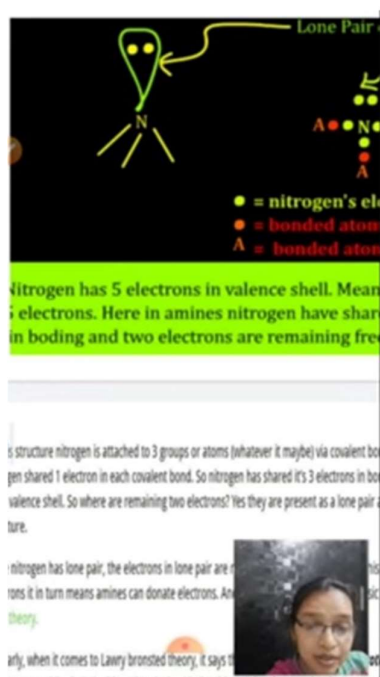 Lone Pair
N
A N
A
= nitrogen's ele
= bonded atom
A = bonded atom
Nitrogen has 5 electrons in valence shell. Mean
5 electrons. Here in amines nitrogen have shar
in boding and two electrons are remaining free
s structure nitrogen is attached to 3 groups or atoms (whatever it maybe) via covalent bo
gen shared 1 electron in each covalent bond. So nitrogen has shared it's 3 electrons in bo
valence shell. So where are remaining two electrons? Yes they are present as a lone pair
ture.
nitrogen has lone pair, the electrons in lone pair are
rons it in turn means amines can donate electrons. An
theory.
arly, when it comes to Lawry bronsted theory, it says